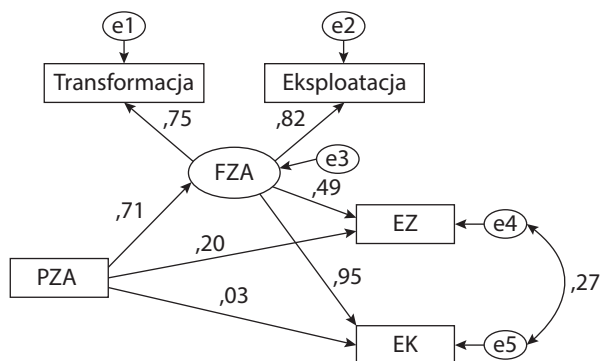 e1
e2
Transformacja
Eksploatacja
,75
,82
e3
FZA
,49
,71
EZ
e4
,20
PZA
,95
,27
,03
EK
e5